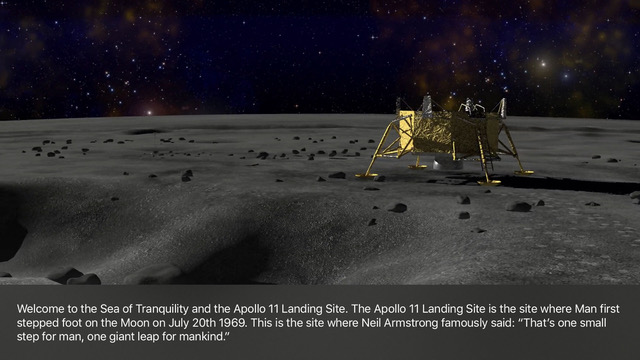 Welcome to the Sea of Tranquility and the Apollo 11 Landing Site. The Apollo 11 Landing Site is the site where Man first
stepped foot on the Moon on July 20th 1969. This is the site where Neil Armstrong famously said: “That’s one small
step for man, one giant leap for mankind.”